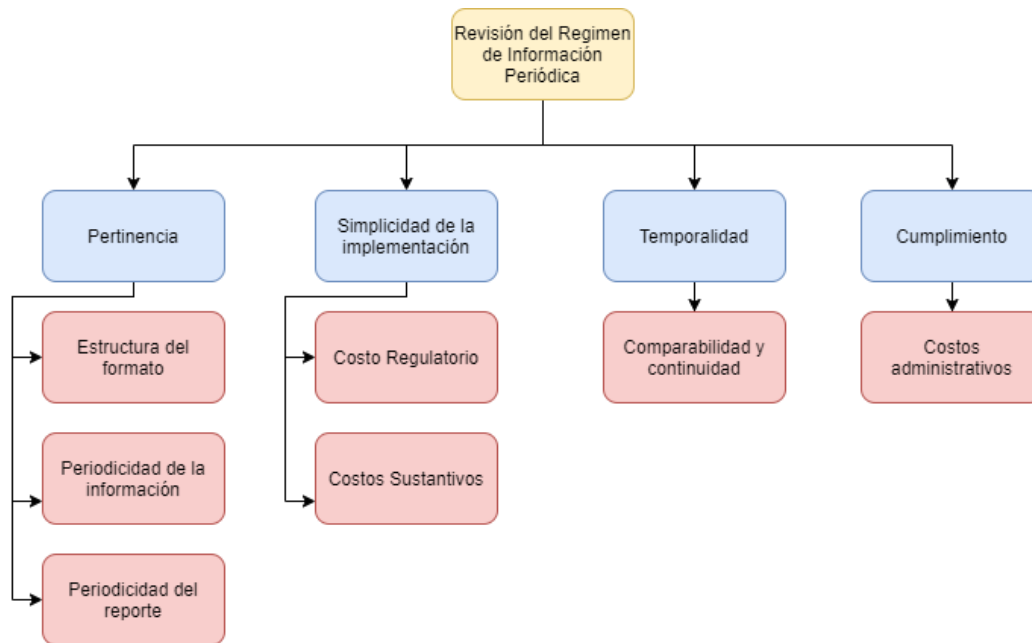 Revisión del Regimen
de Información
Periódica
Pertinencia
Simplicidad de la
implementación
Temporalidad
Cumplimiento
Estructura del
formato
Costo Regulatorio
Comparabilidad y
continuidad
Costos
administrativos
Periodicidad de la
información
Costos Sustantivos
Periodicidad del
reporte